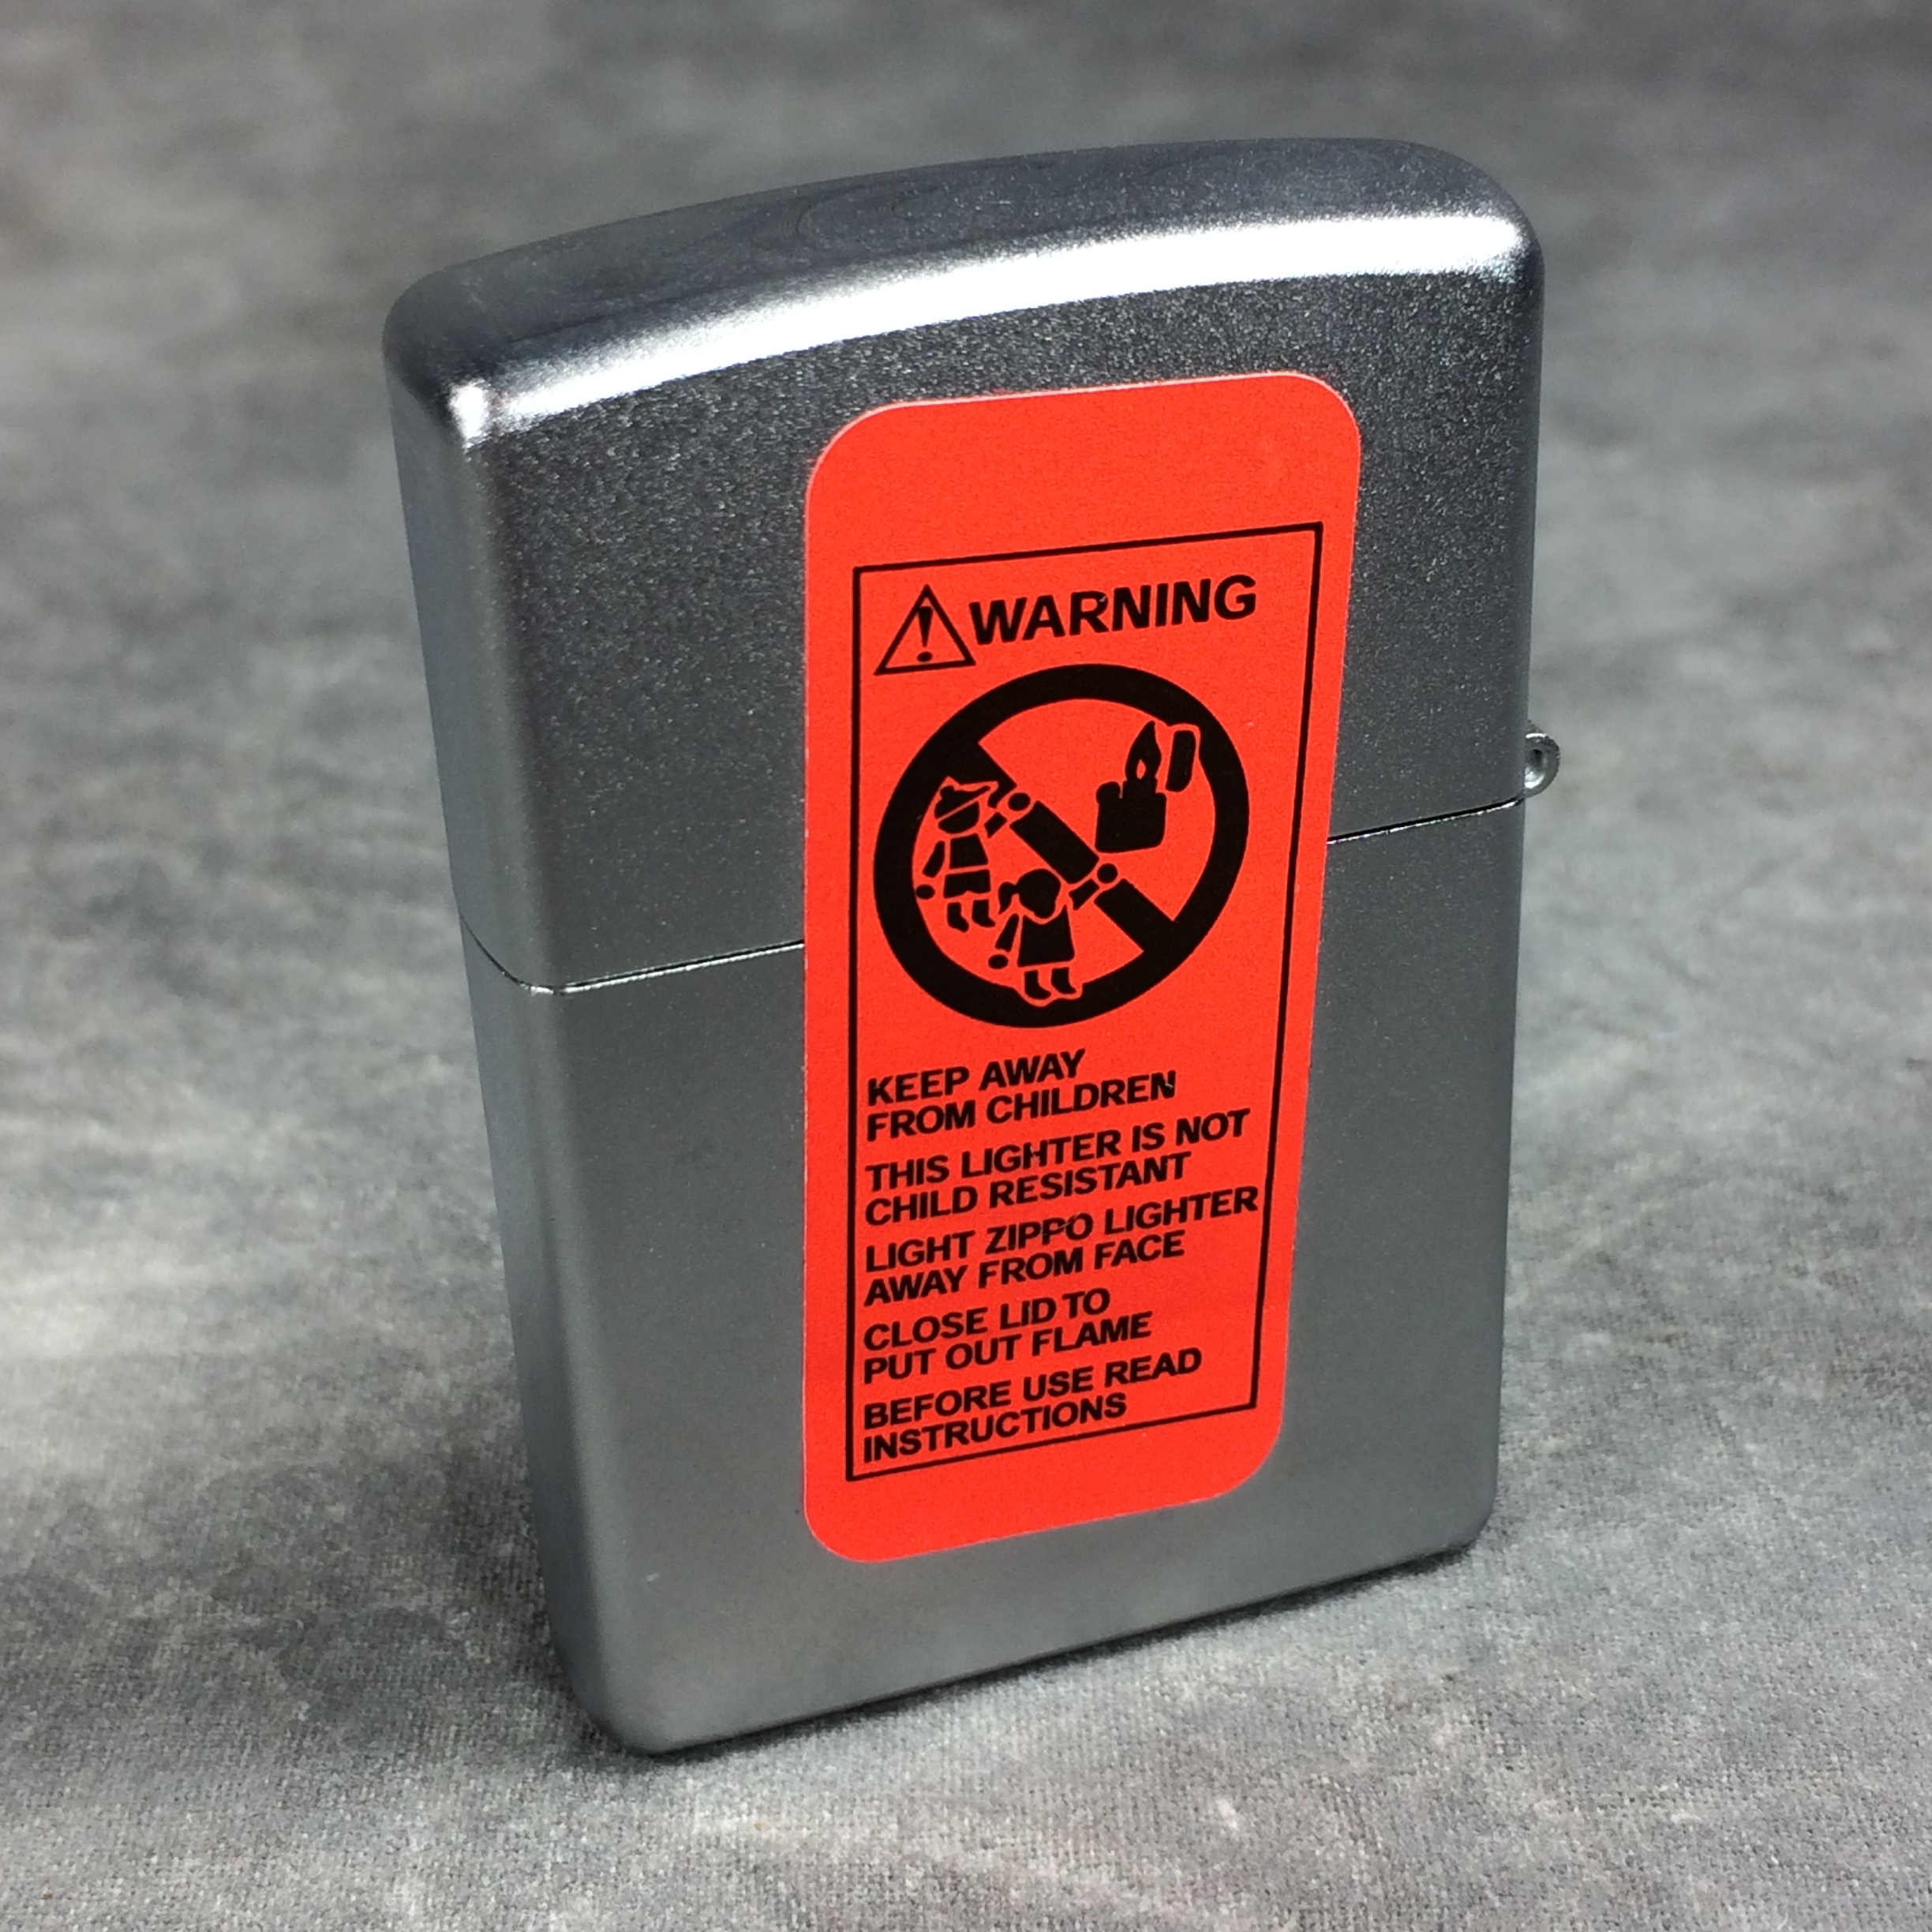 WARNING
KEEP AWAY
FROM CHILDREN
THIS LIGHTER IS NOT
CHILD RESISTANT
LIGHT ZIPPO LIGHTER
AWAY FROM FACE
CLOSE LID TO
PUT OUT FLAME
BEFORE USE READ
INSTRUCTIONS